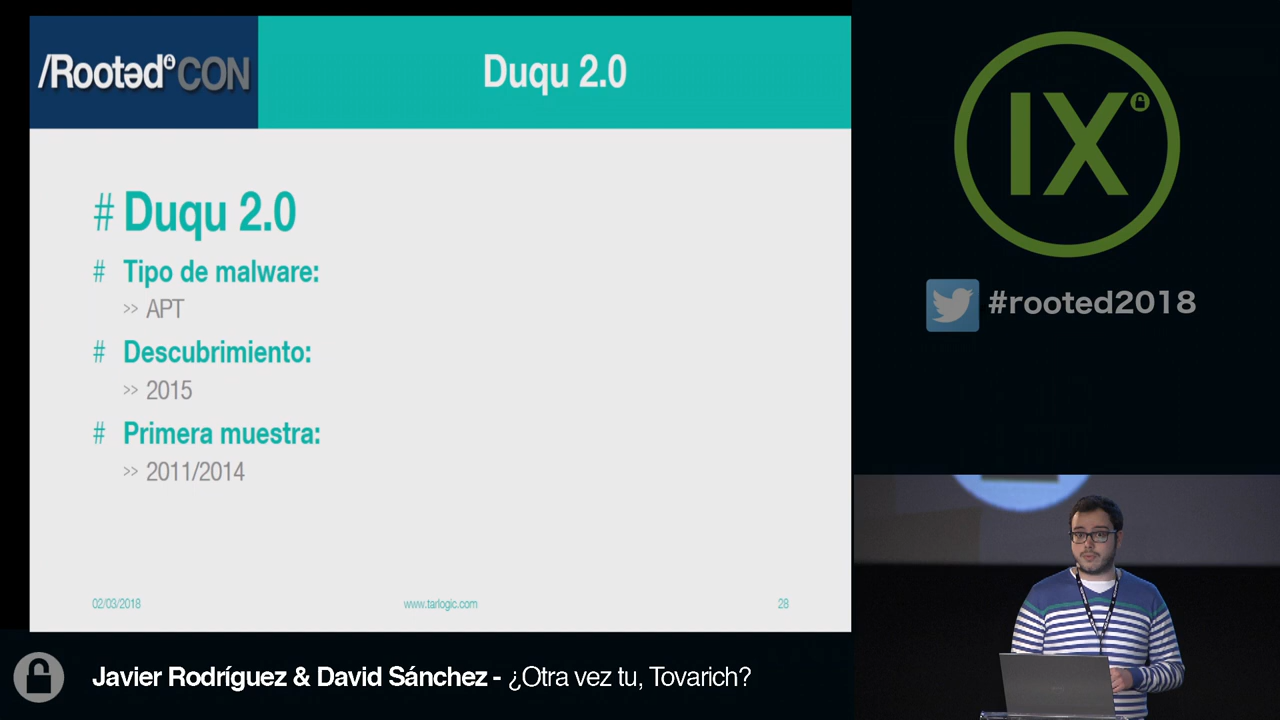 /Rootəd CON
Duqu 2.0
# Duqu 2.0
# Tipo de malware:
>> APT
# Descubrimiento:
>> 2015
# Primera muestra:
>> 2011/2014
02/03/2018
www.tarlogic.com
28
IX
#rooted2018
Javier Rodríguez & David Sánchez - ¿Otra vez tu, Tovarich?